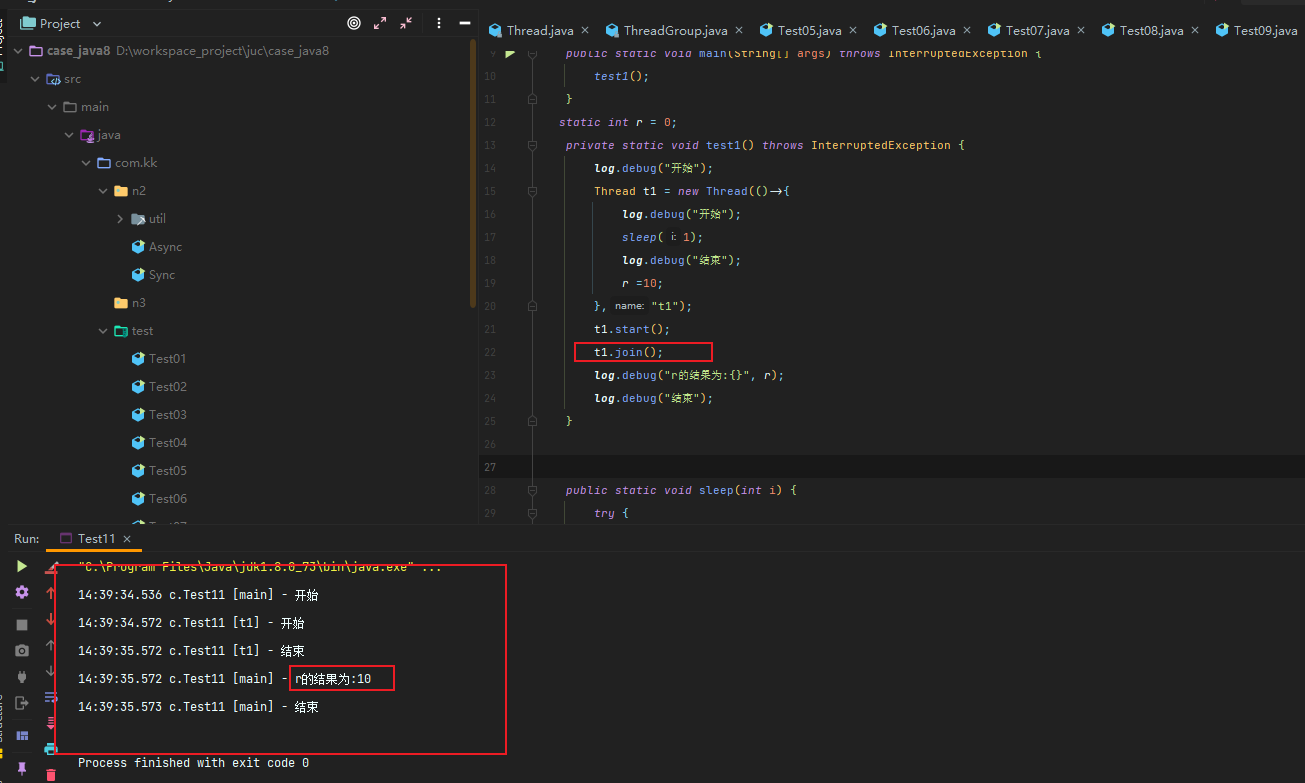 Project
Thread.java
ThreadGroup.java
Test05.java
Test06.java
Test07.java
Test08.java
Test09.java
case_java8 D:\workspace_project\juc\case_java8
src
main
java
com.kk
n2
util
Async
Sync
n3
test
Test01
Test02
Test03
Test04
Test05
Test06
9 public static void main(String[] args) throws InterruptedException {
10 test1();
11 }
12 static int r = 0;
13 private static void test1() throws InterruptedException {
14 log.debug("开始");
15 Thread t1 = new Thread(()->{
16 log.debug("开始");
17 sleep( i: 1);
18 log.debug("结束");
19 r =10;
20 }, name: "t1");
21 t1.start();
22 t1.join();
23 log.debug("r的结果为:{}", r);
24 log.debug("结束");
25 }
26
27
28 public static void sleep(int i) {
29 try {
Run: Test11
"C:\Program Files\Java\jdk1.8.0_73\bin\java.exe" ...
14:39:34.536 c.Test11 [main] - 开始
14:39:34.572 c.Test11 [t1] - 开始
14:39:35.572 c.Test11 [t1] - 结束
14:39:35.572 c.Test11 [main] - r的结果为:10
14:39:35.573 c.Test11 [main] - 结束
Process finished with exit code 0